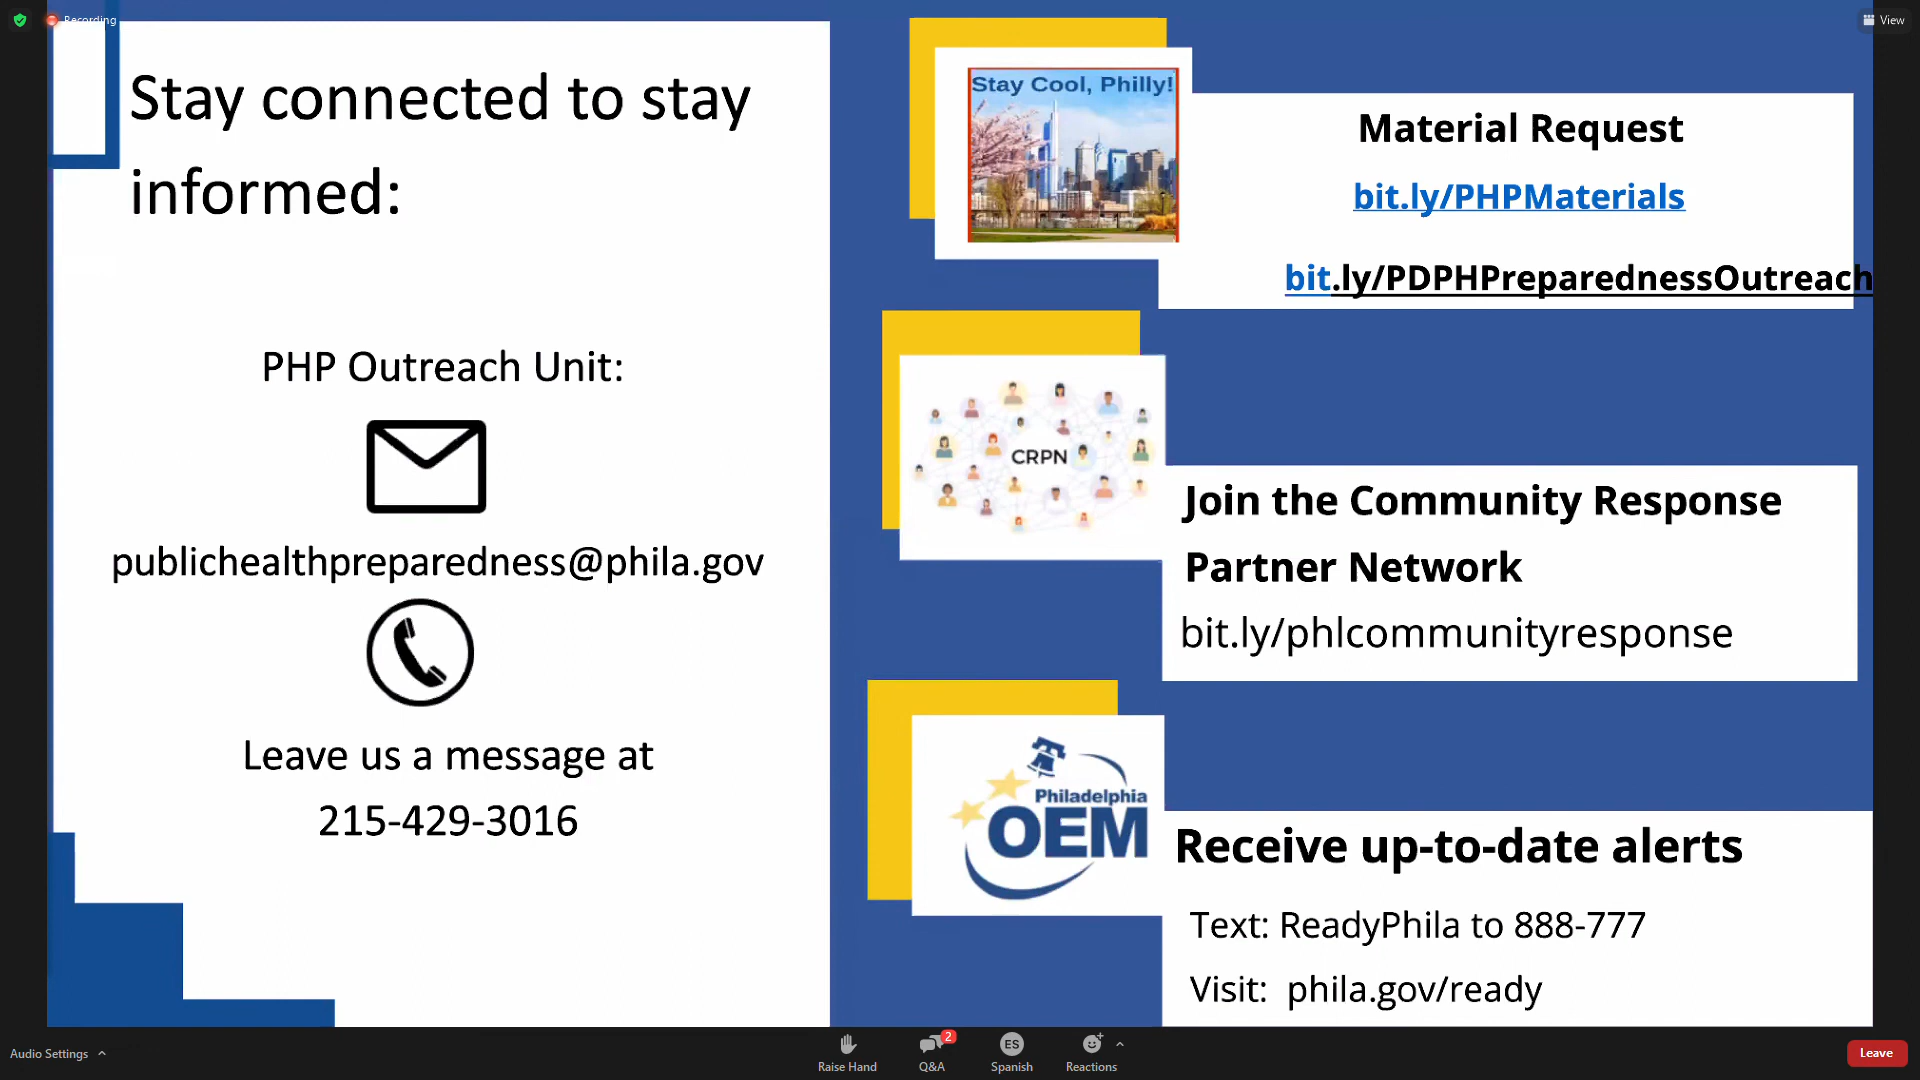 Recording
View
Stay connected to stay
informed:
PHP Outreach Unit:
publichealthpreparedness@phila.gov
Leave us a message at
215-429-3016
Stay Cool, Philly!
Material Request
bit.ly/PHPMaterials
bit.ly/PDPHPreparednessOutreach
CRPN
Join the Community Response
Partner Network
bit.ly/phlcommunityresponse
Philadelphia
OEM
Receive up-to-date alerts
Text: ReadyPhila to 888-777
Visit: phila.gov/ready
Audio Settings
Raise Hand
2
Q&A
ES
Spanish
Reactions
Leave